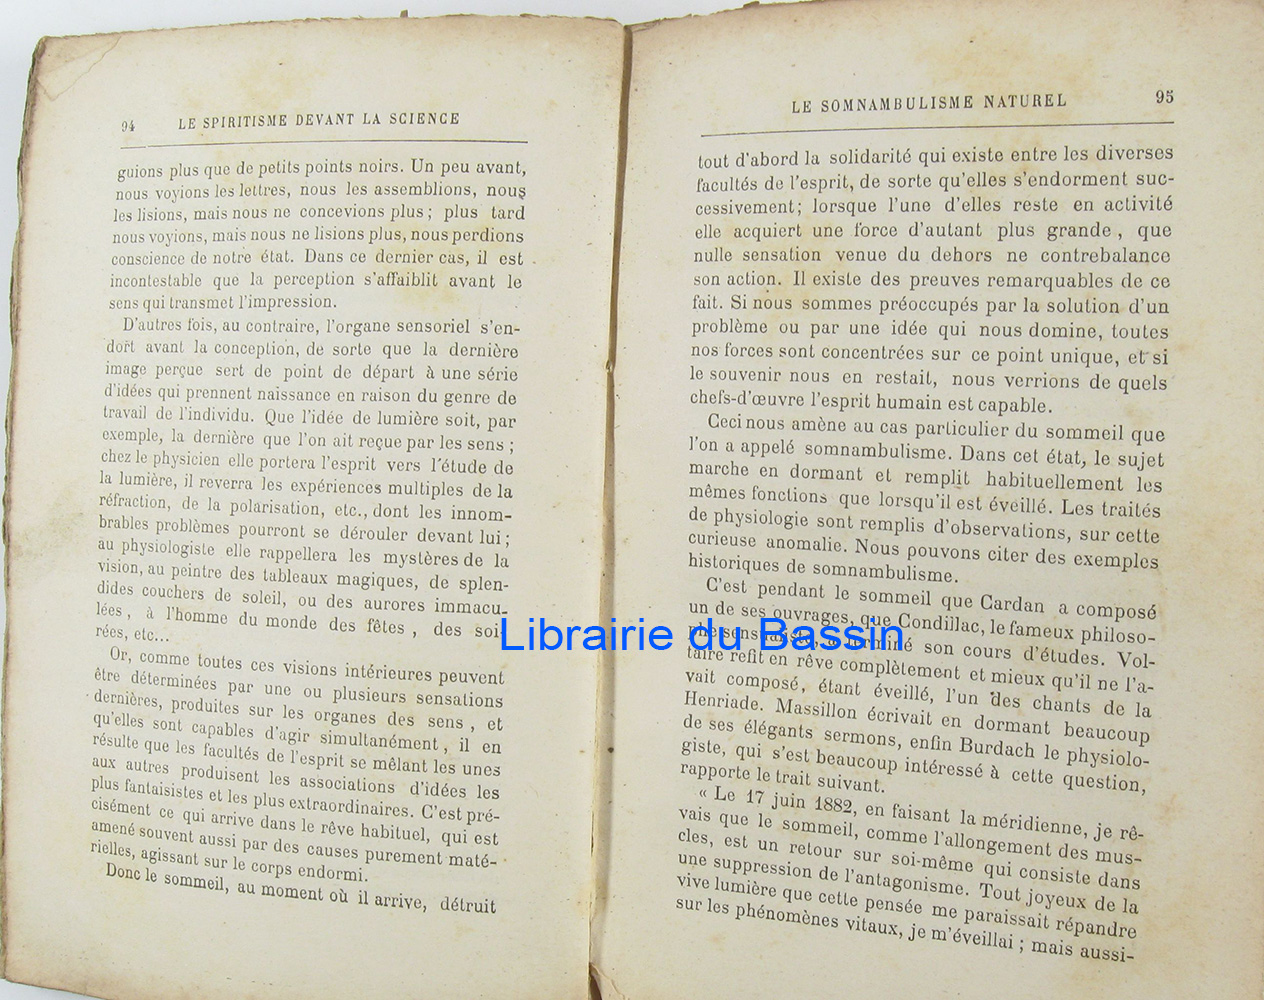 94 LE SPIRITISME DEVANT LA SCIENCE
guions plus que de petits points noirs. Un peu avant,
nous voyions les lettres, nous les assemblions, nous
les lisions, mais nous ne concevions plus ; plus tard
nous voyions, mais nous ne lisions plus, nous perdions
conscience de notre état. Dans ce dernier cas, il est
incontestable que la perception s'affaiblit avant le
sens qui transmet l'impression.
D'autres fois, au contraire, l'organe sensoriel s'en-
dort avant la conception, de sorte que la dernière
image perçue sert de point de départ à une série
d'idées qui prennent naissance en raison du genre de
travail de l'individu. Que l'idée de lumière soit, par
exemple, la dernière que l'on ait reçue par les sens ;
chez le physicien elle portera l'esprit vers l'étude de
la lumière, il reverra les expériences multiples de la
réfraction, de la polarisation, etc., dont les innom-
brables problèmes pourront se dérouler devant lui ;
au physiologiste elle rappellera les mystères de la
vision, au peintre des tableaux magiques, de splen-
dides couchers de soleil, ou des aurores immacu-
lées, à l'homme du monde des fêtes, des soi-
rées, etc...
Or, comme toutes ces visions intérieures peuvent
être déterminées par une ou plusieurs sensations
dernières, produites sur les organes des sens, et
qu'elles sont capables d'agir simultanément, il en
résulte que les facultés de l'esprit se mêlant les unes
aux autres produisent les associations d'idées les
plus fantaisistes et les plus extraordinaires. C'est pré-
cisément ce qui arrive dans le rêve habituel, qui est
amené souvent aussi par des causes purement maté-
rielles, agissant sur le corps endormi.
Donc le sommeil, au moment où il arrive, détruit
LE SOMNAMBULISME NATUREL 95
tout d'abord la solidarité qui existe entre les diverses
facultés de l'esprit, de sorte qu'elles s'endorment suc-
cessivement; lorsque l'une d'elles reste en activité
elle acquiert une force d'autant plus grande, que
nulle sensation venue du dehors ne contrebalance
son action. Il existe des preuves remarquables de ce
fait. Si nous sommes préoccupés par la solution d'un
problème ou par une idée qui nous domine, toutes
nos forces sont concentrées sur ce point unique, et si
le souvenir nous en restait, nous verrions de quels
chefs-d'œuvre l'esprit humain est capable.
Ceci nous amène au cas particulier du sommeil que
l'on a appelé somnambulisme. Dans cet état, le sujet
marche en dormant et remplit habituellement les
mêmes fonctions que lorsqu'il est éveillé. Les traités
de physiologie sont remplis d'observations, sur cette
curieuse anomalie. Nous pouvons citer des exemples
historiques de somnambulisme.
C'est pendant le sommeil que Cardan a composé
un de ses ouvrages, que Condillac, le fameux philoso-
phe sensualiste, a terminé son cours d'études. Vol-
taire refit en rêve complètement et mieux qu'il ne l'a-
vait composé, étant éveillé, l'un des chants de la
Henriade. Massillon écrivait en dormant beaucoup
de ses élégants sermons, enfin Burdach le physiolo-
giste, qui s'est beaucoup intéressé à cette question,
rapporte le trait suivant.
« Le 17 juin 1882, en faisant la méridienne, je rê-
vais que le sommeil, comme l'allongement des mus-
cles, est un retour sur soi-même qui consiste dans
une suppression de l'antagonisme. Tout joyeux de la
vive lumière que cette pensée me paraissait répandre
sur les phénomènes vitaux, je m'éveillai ; mais aussi-
Librairie du Bassin